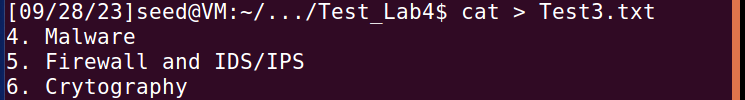 [09/28/23]seed@VM:~/.../Test_Lab4$ cat > Test3.txt
4. Malware
5. Firewall and IDS/IPS
6. Crytography